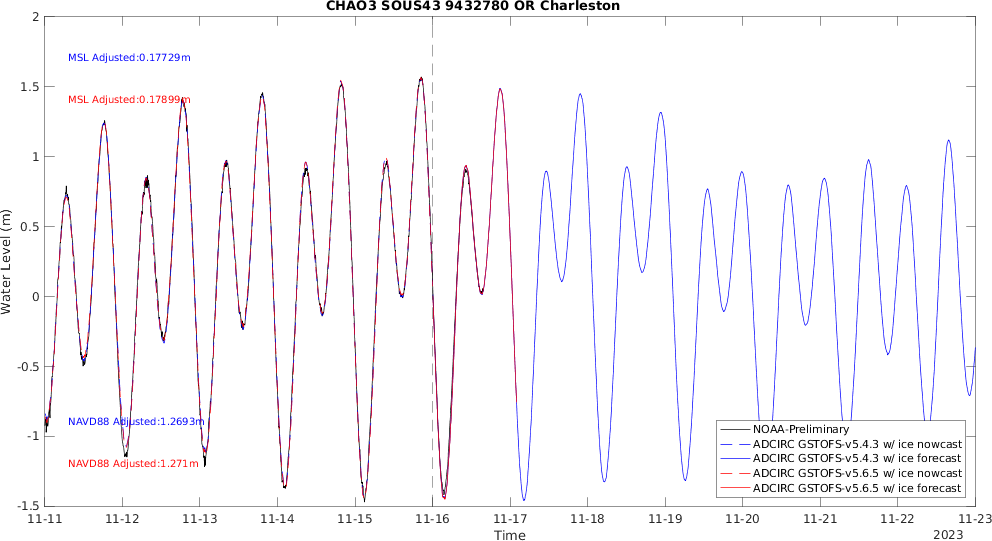 CHAO3 SOUS43 9432780 OR Charleston
2
1.5
1
0.5
0
-0.5
-1
-1.5
Water Level (m)
MSL Adjusted:0.17729m
MSL Adjusted:0.17899m
NAVD88 Adjusted:1.2693m
NAVD88 Adjusted:1.271m
NOAA-Preliminary
ADCIRC GSTOFS-v5.4.3 w/ ice nowcast
ADCIRC GSTOFS-v5.4.3 w/ ice forecast
ADCIRC GSTOFS-v5.6.5 w/ ice nowcast
ADCIRC GSTOFS-v5.6.5 w/ ice forecast
11-11 11-12 11-13 11-14 11-15 11-16 11-17 11-18 11-19 11-20 11-21 11-22 11-23
Time
2023